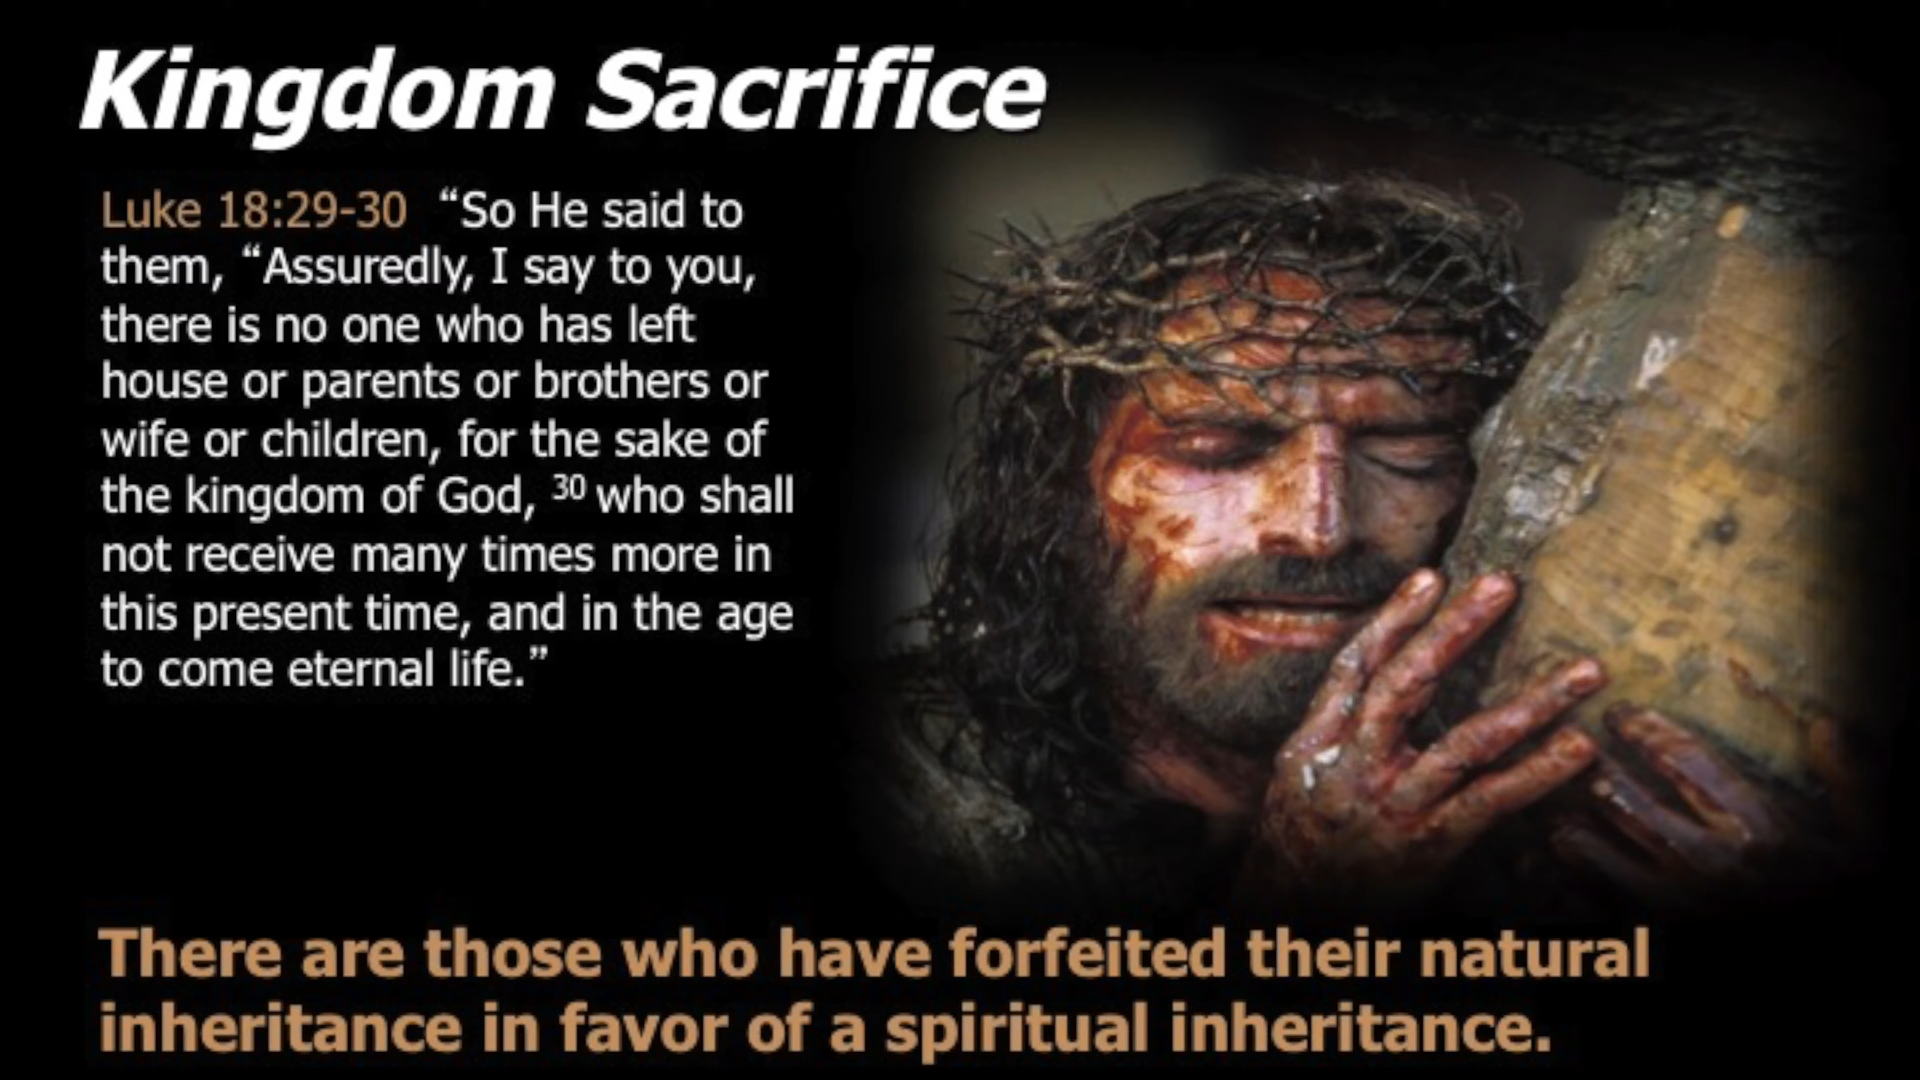 Kingdom Sacrifice
Luke 18:29-30 “So He said to
them, “Assuredly, I say to you,
there is no one who has left
house or parents or brothers or
wife or children, for the sake of
the kingdom of God, 30 who shall
not receive many times more in
this present time, and in the age
to come eternal life.”
There are those who have forfeited their natural
inheritance in favor of a spiritual inheritance.